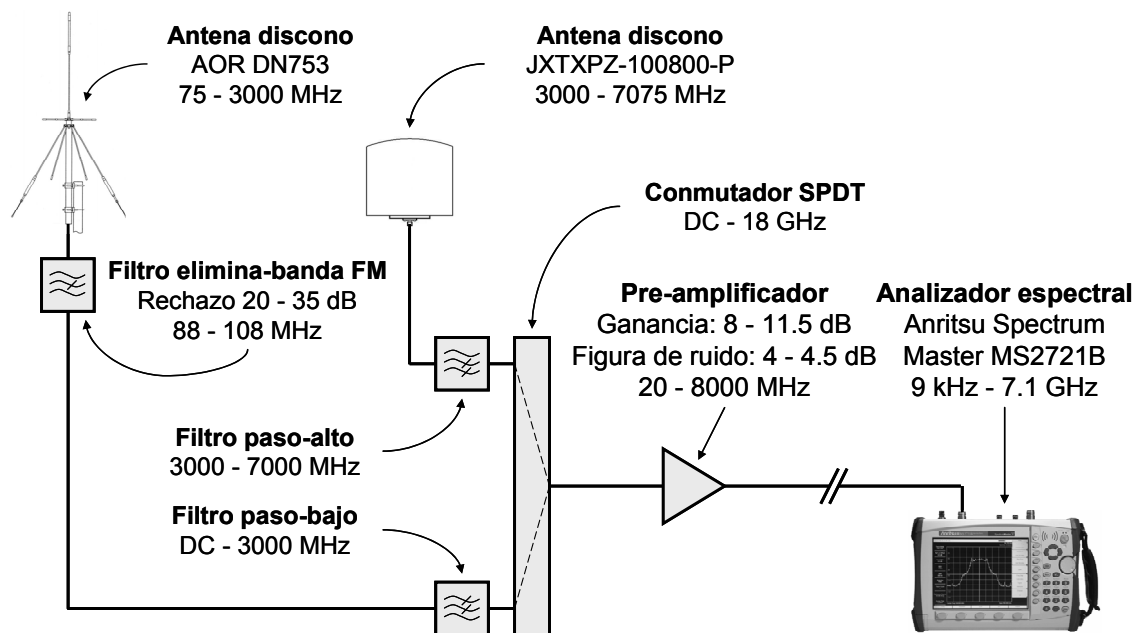 Antena discono
AOR DN753
75 - 3000 MHz
Antena discono
JXTXPZ-100800-P
3000 - 7075 MHz
Conmutador SPDT
DC - 18 GHz
Filtro elimina-banda FM
Rechazo 20 - 35 dB
88 - 108 MHz
Pre-amplificador
Ganancia: 8 - 11.5 dB
Figura de ruido: 4 - 4.5 dB
20 - 8000 MHz
Analizador espectral
Anritsu Spectrum
Master MS2721B
9 kHz - 7.1 GHz
Filtro paso-alto
3000 - 7000 MHz
Filtro paso-bajo
DC - 3000 MHz